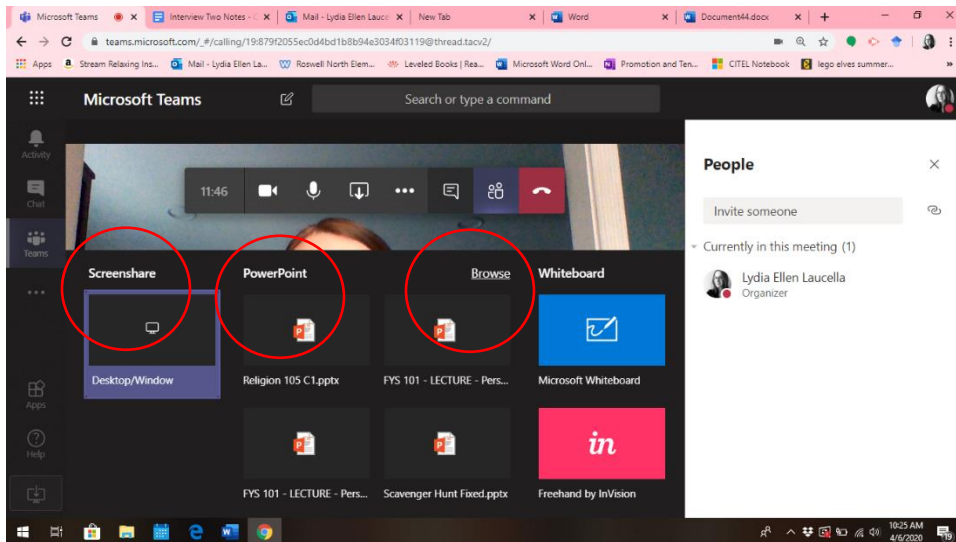 Microsoft Teams
Interview Two Notes - C
Mail - Lydia Ellen Lauce
New Tab
Word
Document44.docx
teams.microsoft.com/_#/calling/19:879f2055ec0d4bd1b8b94e3034f03119@thread.tacv2/
Apps
Stream Relaxing Ins...
Mail - Lydia Ellen La...
Roswell North Elem...
Leveled Books | Rea...
Microsoft Word Onl...
Promotion and Ten...
CITEL Notebook
lego elves summer...
Microsoft Teams
Search or type a command
Activity
Chat
Teams
Apps
Help
11:46
Screenshare
PowerPoint
Browse
Whiteboard
Desktop/Window
Religion 105 C1.pptx
FYS 101 - LECTURE - Pers...
Microsoft Whiteboard
in
FYS 101 - LECTURE - Pers...
Scavenger Hunt Fixed.pptx
Freehand by InVision
People
Invite someone
Currently in this meeting (1)
Lydia Ellen Laucella
Organizer
10:25 AM
4/6/2020
19